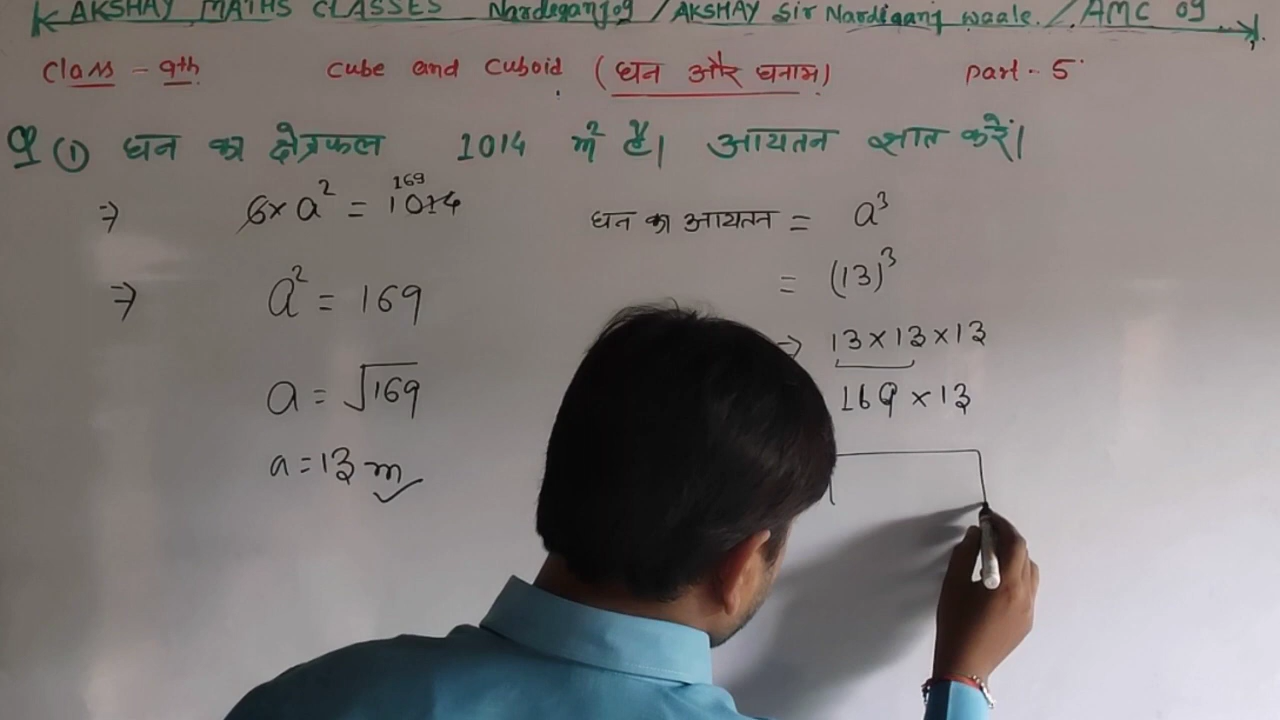 AKSHAY MATHS CLASSES Nardiganj 09 / AKSHAY Sir Nardiganj waale. / AMC 09
Class - 9th cube and cuboid (घन और घनाभ) part - 5
Q ① घन का क्षेत्रफल 1014 m² है। आयतन ज्ञात करें।
169
⇒ 6 × a² = 1014
⇒ a² = 169
a = √169
a = 13 m
घन का आयतन = a³
= (13)³
⇒ 13 × 13 × 13
169 × 13